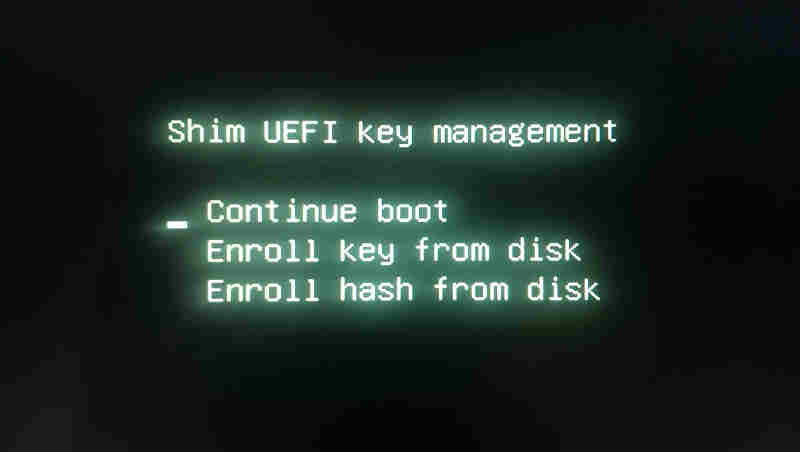 Shim UEFI key management
Continue boot
Enroll key from disk
Enroll hash from disk